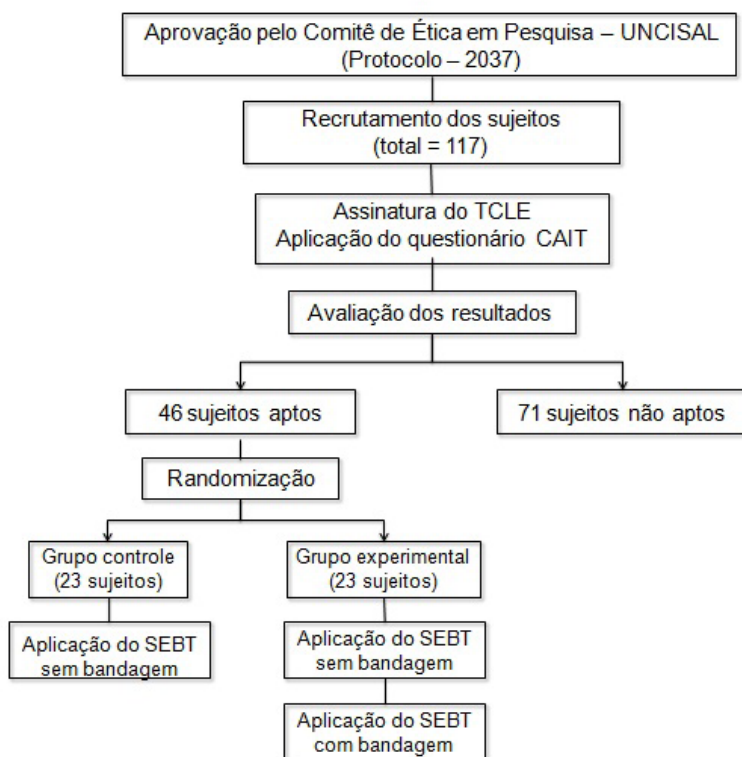 Aprovação pelo Comitê de Ética em Pesquisa – UNCISAL
(Protocolo – 2037)
Recrutamento dos sujeitos
(total = 117)
Assinatura do TCLE
Aplicação do questionário CAIT
Avaliação dos resultados
46 sujeitos aptos
71 sujeitos não aptos
Randomização
Grupo controle
(23 sujeitos)
Grupo experimental
(23 sujeitos)
Aplicação do SEBT
sem bandagem
Aplicação do SEBT
sem bandagem
Aplicação do SEBT
com bandagem